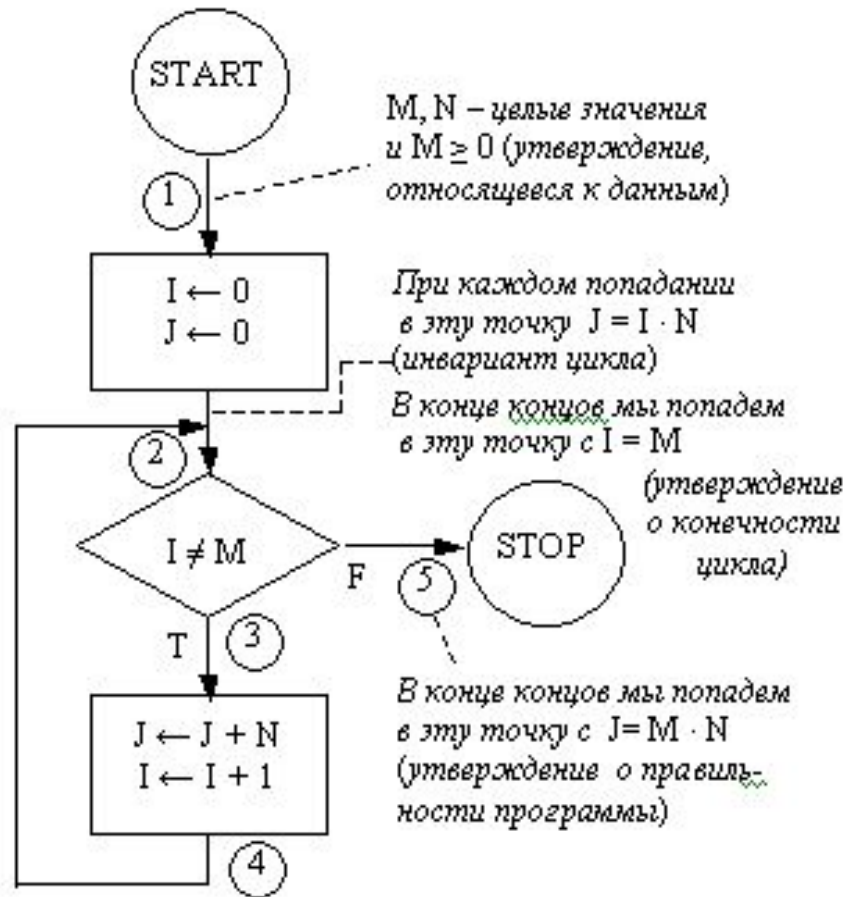 START
M, N – целые значения
и M ≥ 0 (утверждение,
относящееся к данным)
1
I ← 0
J ← 0
При каждом попадании
в эту точку J = I · N
(инвариант цикла)
В конце концов мы попадем
в эту точку с I = M
(утверждение
о конечности
цикла)
2
I ≠ M
F
5
STOP
T
3
J ← J + N
I ← I + 1
В конце концов мы попадем
в эту точку с J= M · N
(утверждение о правиль-
ности программы)
4